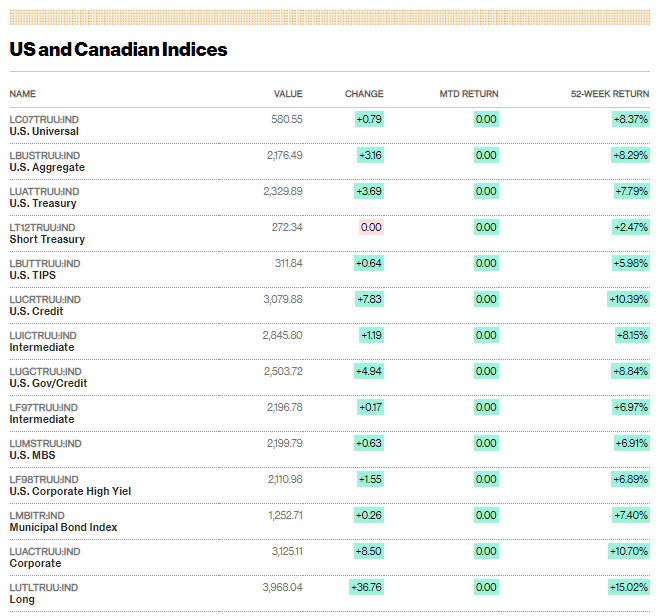 US and Canadian Indices
NAME VALUE CHANGE MTD RETURN 52-WEEK RETURN
LC07TRUU:IND 580.55 +0.79 0.00 +8.37%
U.S. Universal
LBUSTRUU:IND 2,176.49 +3.16 0.00 +8.29%
U.S. Aggregate
LUATTRUU:IND 2,329.89 +3.69 0.00 +7.79%
U.S. Treasury
LT12TRUU:IND 272.34 0.00 0.00 +2.47%
Short Treasury
LBUTTRUU:IND 311.84 +0.64 0.00 +5.98%
U.S. TIPS
LUCRTRUU:IND 3,079.88 +7.83 0.00 +10.39%
U.S. Credit
LUICTRUU:IND 2,845.80 +1.19 0.00 +8.15%
Intermediate
LUGCTRUU:IND 2,503.72 +4.94 0.00 +8.84%
U.S. Gov/Credit
LF97TRUU:IND 2,196.78 +0.17 0.00 +6.97%
Intermediate
LUMSTRUU:IND 2,199.79 +0.63 0.00 +6.91%
U.S. MBS
LF98TRUU:IND 2,110.98 +1.55 0.00 +6.89%
U.S. Corporate High Yiel
LMBITR:IND 1,252.71 +0.26 0.00 +7.40%
Municipal Bond Index
LUACTRUU:IND 3,125.11 +8.50 0.00 +10.70%
Corporate
LUTLTRUU:IND 3,968.04 +36.76 0.00 +15.02%
Long